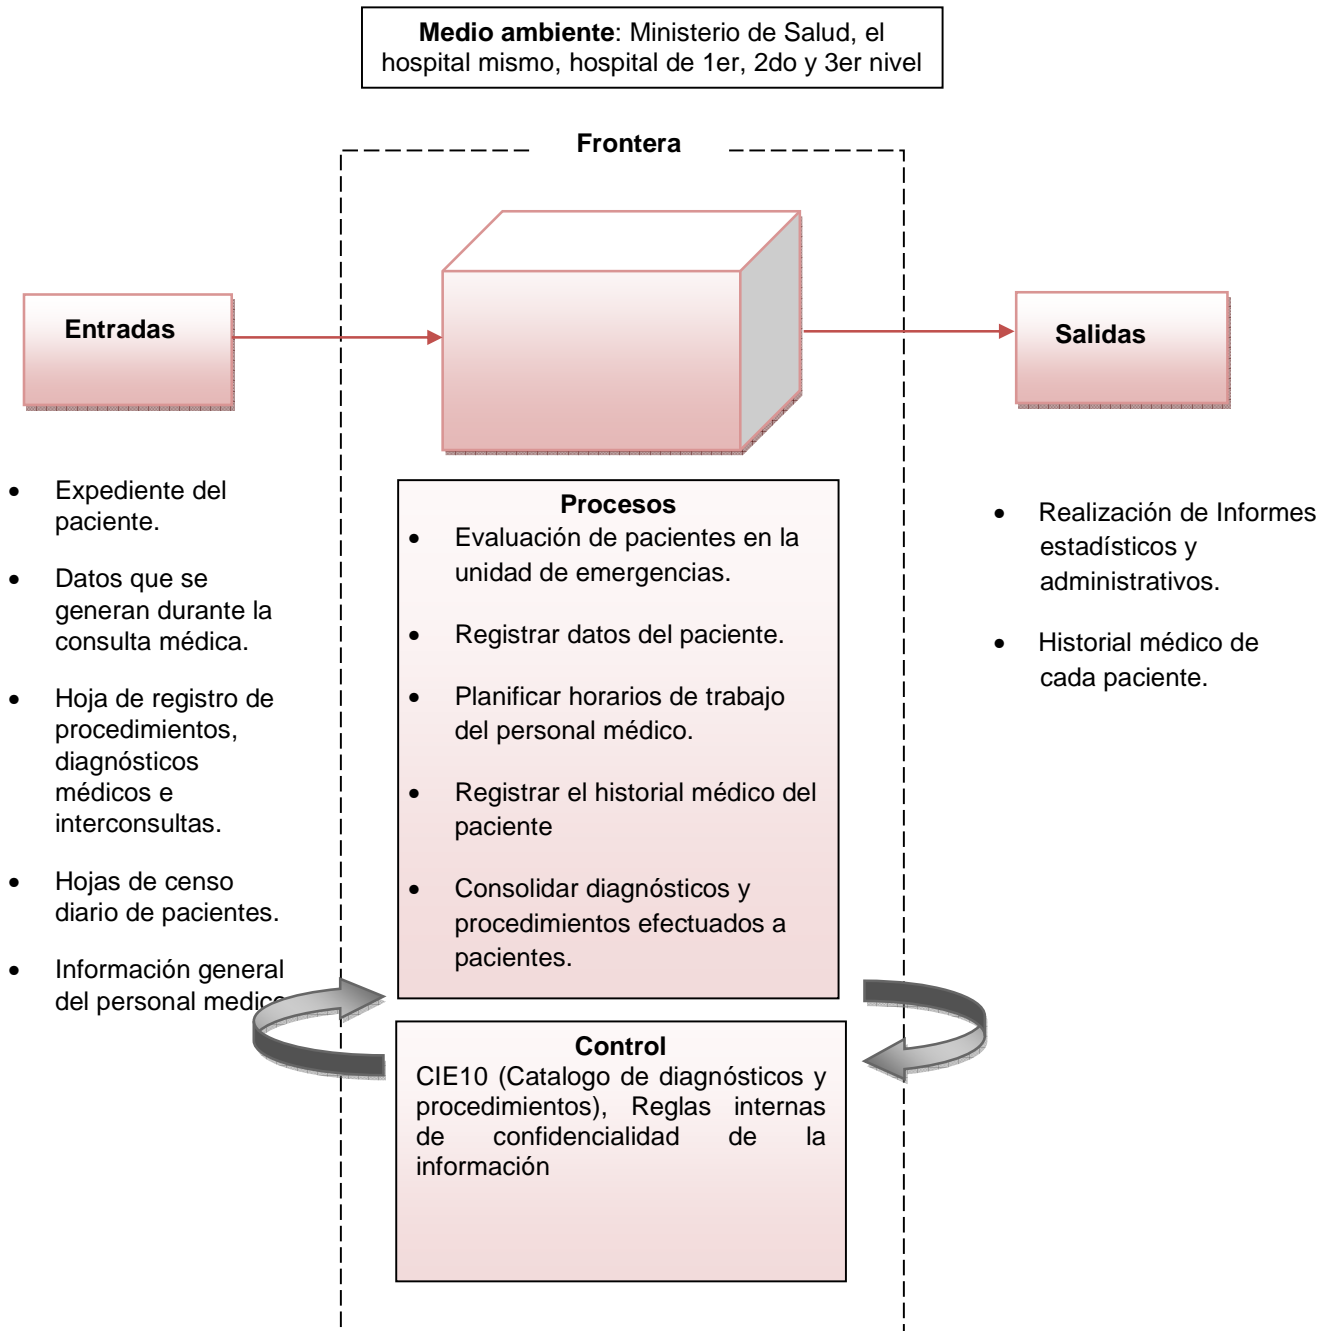 Medio ambiente: Ministerio de Salud, el
hospital mismo, hospital de 1er, 2do y 3er nivel
Frontera
Entradas
Salidas
• Expediente del
paciente.
• Datos que se
generan durante la
consulta médica.
• Hoja de registro de
procedimientos,
diagnósticos
médicos e
interconsultas.
• Hojas de censo
diario de pacientes.
• Información general
del personal medico
Procesos
• Evaluación de pacientes en la
unidad de emergencias.
• Registrar datos del paciente.
• Planificar horarios de trabajo
del personal médico.
• Registrar el historial médico del
paciente
• Consolidar diagnósticos y
procedimientos efectuados a
pacientes.
• Realización de Informes
estadísticos y
administrativos.
• Historial médico de
cada paciente.
Control
CIE10 (Catalogo de diagnósticos y
procedimientos), Reglas internas
de confidencialidad de la
información